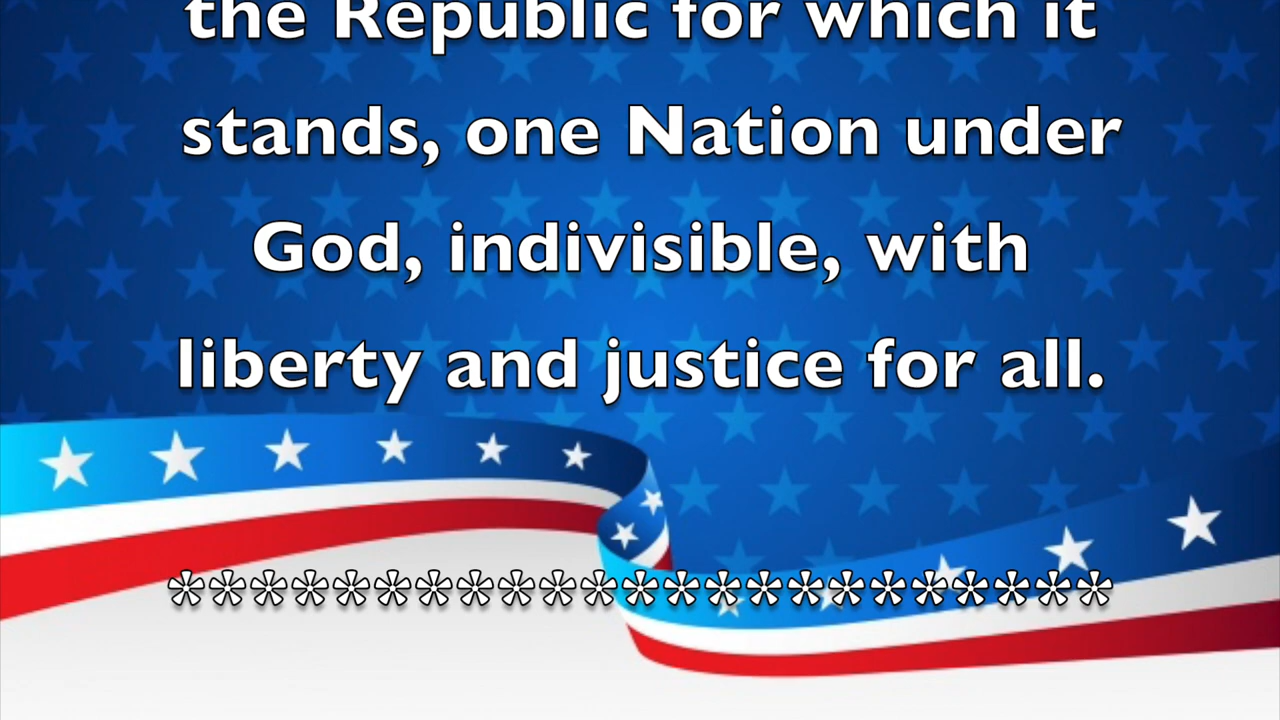 the Republic for which it
stands, one Nation under
God, indivisible, with
liberty and justice for all.
***********************